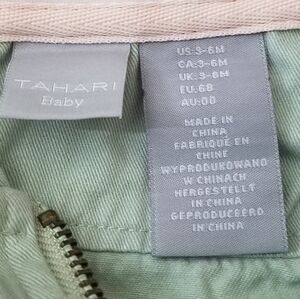 TAHARI
Baby
US:3-6M
CA:3-6M
UK:3-6M
EU:68
AU:00
MADE IN
CHINA
FABRIQUÉ EN
CHINE
WYPRODUKOWANO
W CHINACH
HERGESTELLT
IN CHINA
GEPRODUCEERD
IN CHINA